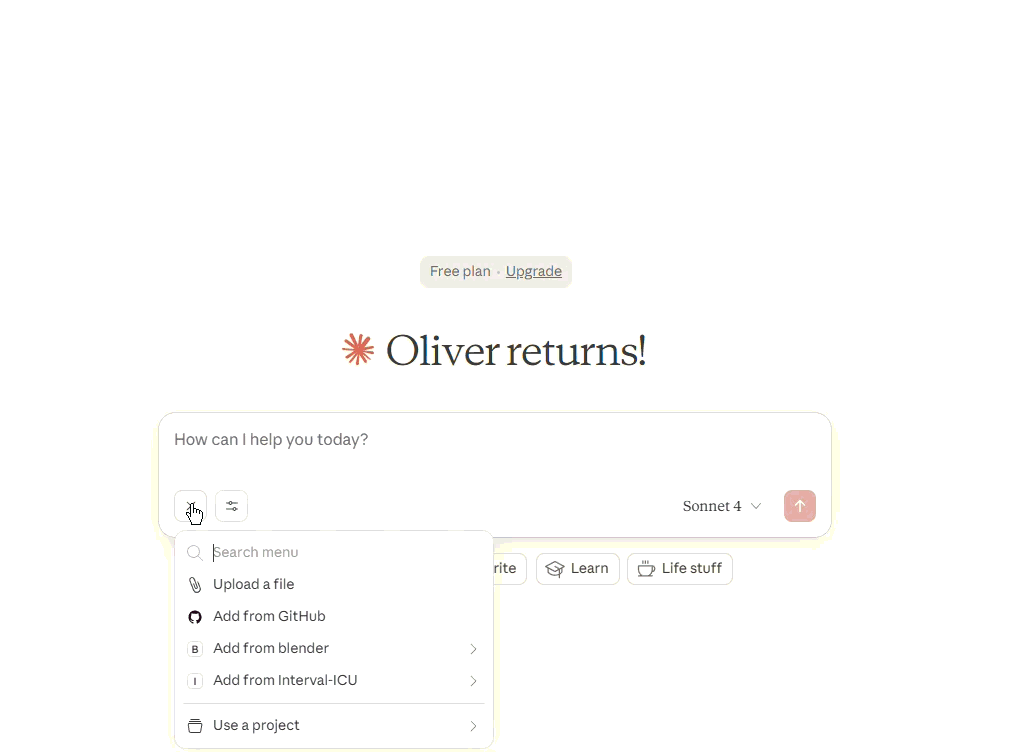 Free plan · Upgrade
Oliver returns!
How can I help you today?
Sonnet 4
Search menu
rite
Learn
Life stuff
Upload a file
Add from GitHub
B Add from blender
I Add from Interval-ICU
Use a project